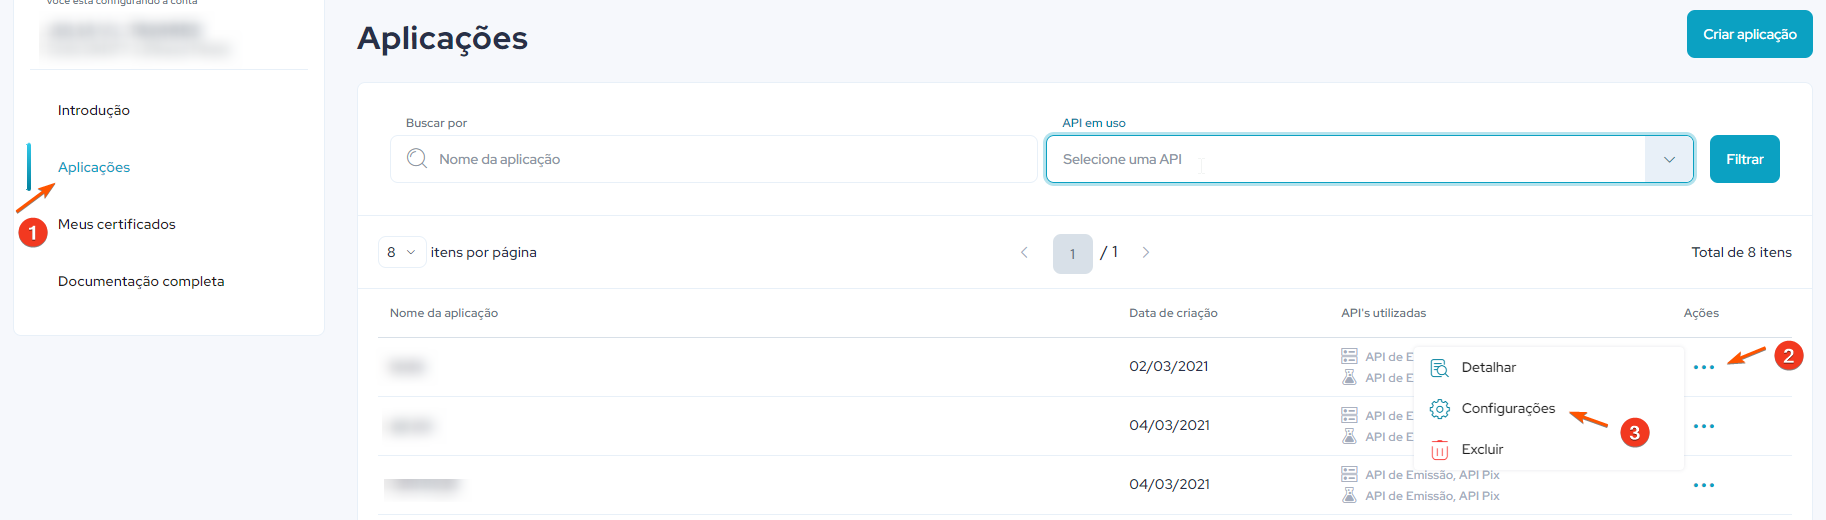 Você está configurando a conta
Introdução
Aplicações
1
Meus certificados
Documentação completa
Aplicações
Criar aplicação
Buscar por
Nome da aplicação
API em uso
Selecione uma API
Filtrar
8 itens por página
1 / 1
Total de 8 itens
Nome da aplicação Data de criação API's utilizadas Ações
02/03/2021
API de E
API de E
2
04/03/2021
API de E
API de E
Detalhar
Configurações
3
Excluir
04/03/2021
API de Emissão, API Pix
API de Emissão, API Pix